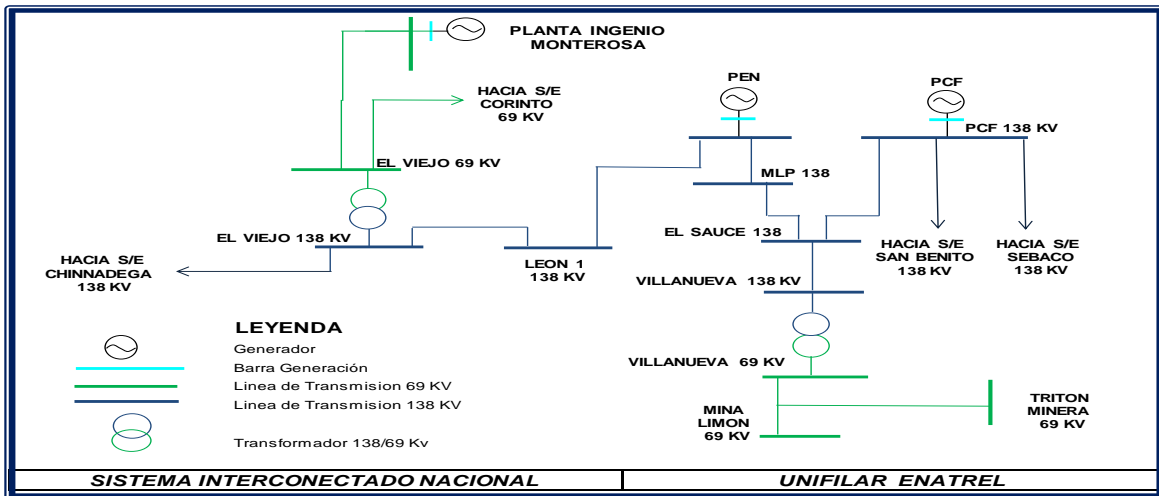 PLANTA INGENIO
MONTEROSA
HACIA S/E
CORINTO
69 KV
PEN
PCF
PCF 138 KV
EL VIEJO 69 KV
MLP 138
EL VIEJO 138 KV
EL SAUCE 138
HACIA S/E
CHINNADEGA
138 KV
LEON 1
138 KV
HACIA S/E
SAN BENITO
138 KV
HACIA S/E
SEBACO
138 KV
VILLANUEVA 138 KV
VILLANUEVA 69 KV
MINA
LIMON
69 KV
TRITON
MINERA
69 KV
LEYENDA
Generador
Barra Generación
Linea de Transmision 69 KV
Linea de Transmision 138 KV
Transformador 138/69 Kv
SISTEMA INTERCONECTADO NACIONAL
UNIFILAR ENATREL